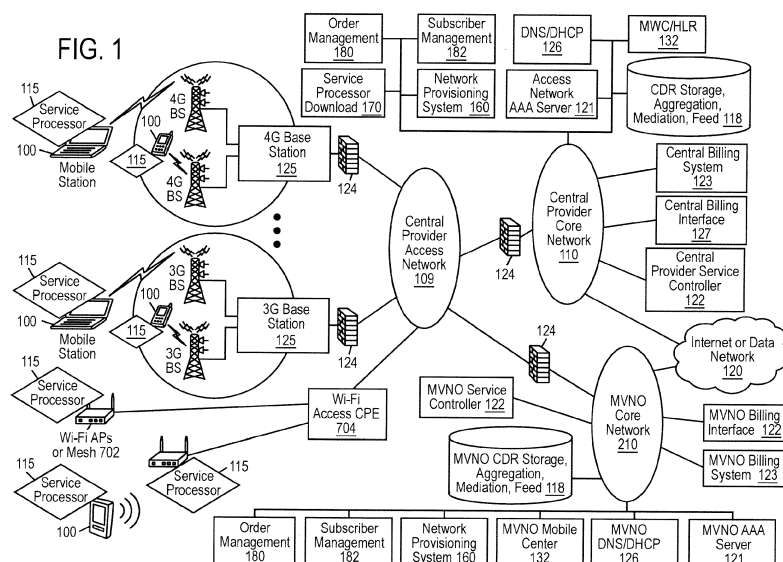 FIG. 1
Order
Management
180
Subscriber
Management
182
DNS/DHCP
126
MWC/HLR
132
Service
Processor
Download 170
Network
Provisioning
System 160
Access
Network
AAA Server 121
CDR Storage,
Aggregation,
Mediation, Feed 118
115
Service
Processor
100
Mobile
Station
4G
BS
100
115
4G
BS
4G Base
Station
125
124
Central
Provider
Access
Network
109
124
Central
Provider
Core
Network
110
Central Billing
System
123
Central Billing
Interface
127
Central
Provider Service
Controller
122
115
Service
Processor
100
Mobile
Station
3G
BS
100
115
3G
BS
3G Base
Station
125
124
124
Internet or Data
Network
120
115
Service
Processor
Wi-Fi APs
or Mesh 702
Wi-Fi
Access CPE
704
MVNO Service
Controller 122
MVNO
Core
Network
210
MVNO Billing
Interface 122
MVNO Billing
System 123
115
Service
Processor
100
115
Service
Processor
MVNO CDR Storage,
Aggregation,
Mediation, Feed 118
Order
Management
180
Subscriber
Management
182
Network
Provisioning
System 160
MVNO Mobile
Center
132
MVNO
DNS/DHCP
126
MVNO AAA
Server
121